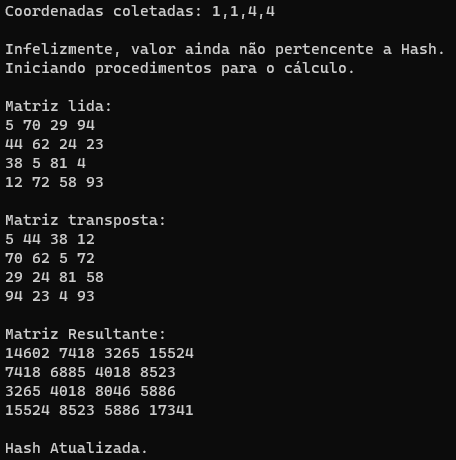 Coordenadas coletadas: 1,1,4,4
Infelizmente, valor ainda não pertencente a Hash.
Iniciando procedimentos para o cálculo.
Matriz lida:
5 70 29 94
44 62 24 23
38 5 81 4
12 72 58 93
Matriz transposta:
5 44 38 12
70 62 5 72
29 24 81 58
94 23 4 93
Matriz Resultante:
14602 7418 3265 15524
7418 6885 4018 8523
3265 4018 8046 5886
15524 8523 5886 17341
Hash Atualizada.